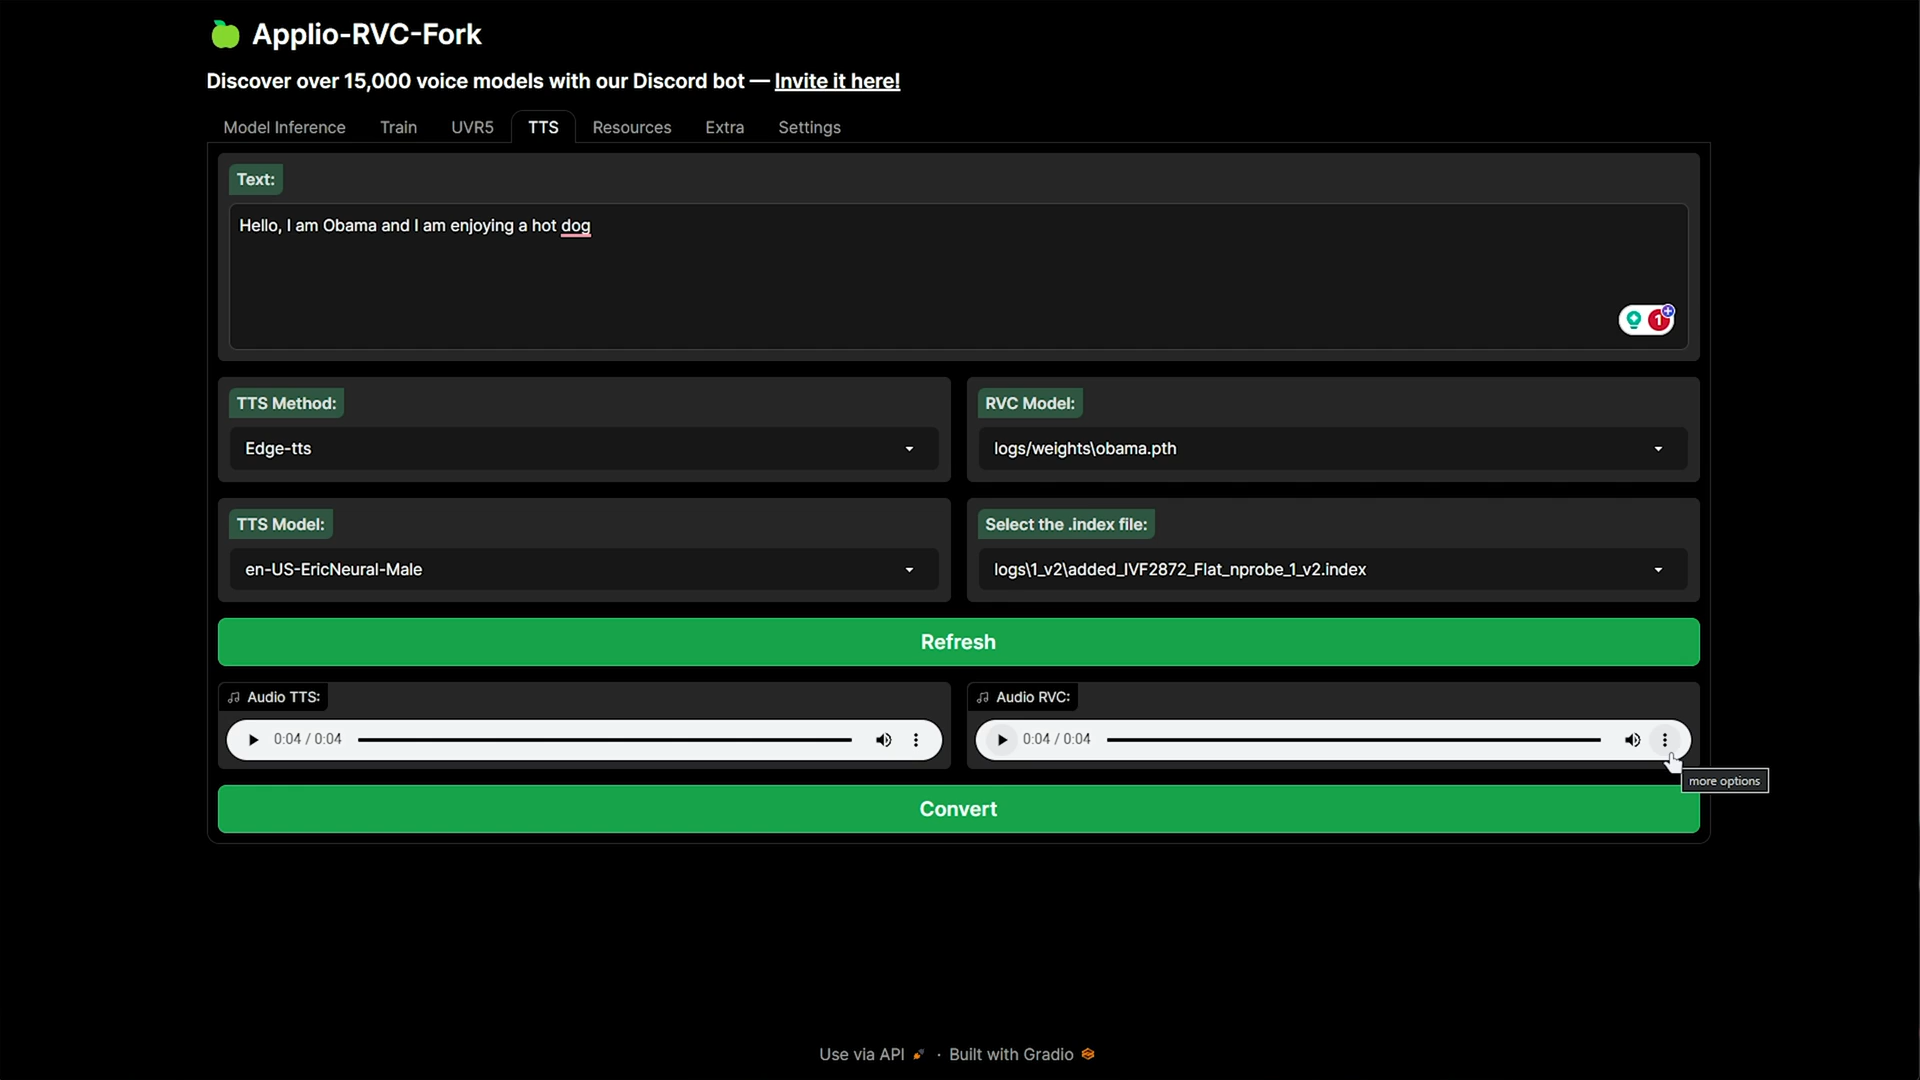 Applio-RVC-Fork
Discover over 15,000 voice models with our Discord bot — Invite it here!
Model Inference Train UVR5 TTS Resources Extra Settings
Text:
Hello, I am Obama and I am enjoying a hot dog
1
TTS Method:
Edge-tts
RVC Model:
logs/weights\obama.pth
TTS Model:
en-US-EricNeural-Male
Select the .index file:
logs\1_v2\added_IVF2872_Flat_nprobe_1_v2.index
Refresh
Audio TTS:
0:04 / 0:04
Audio RVC:
0:04 / 0:04
more options
Convert
Use via API · Built with Gradio